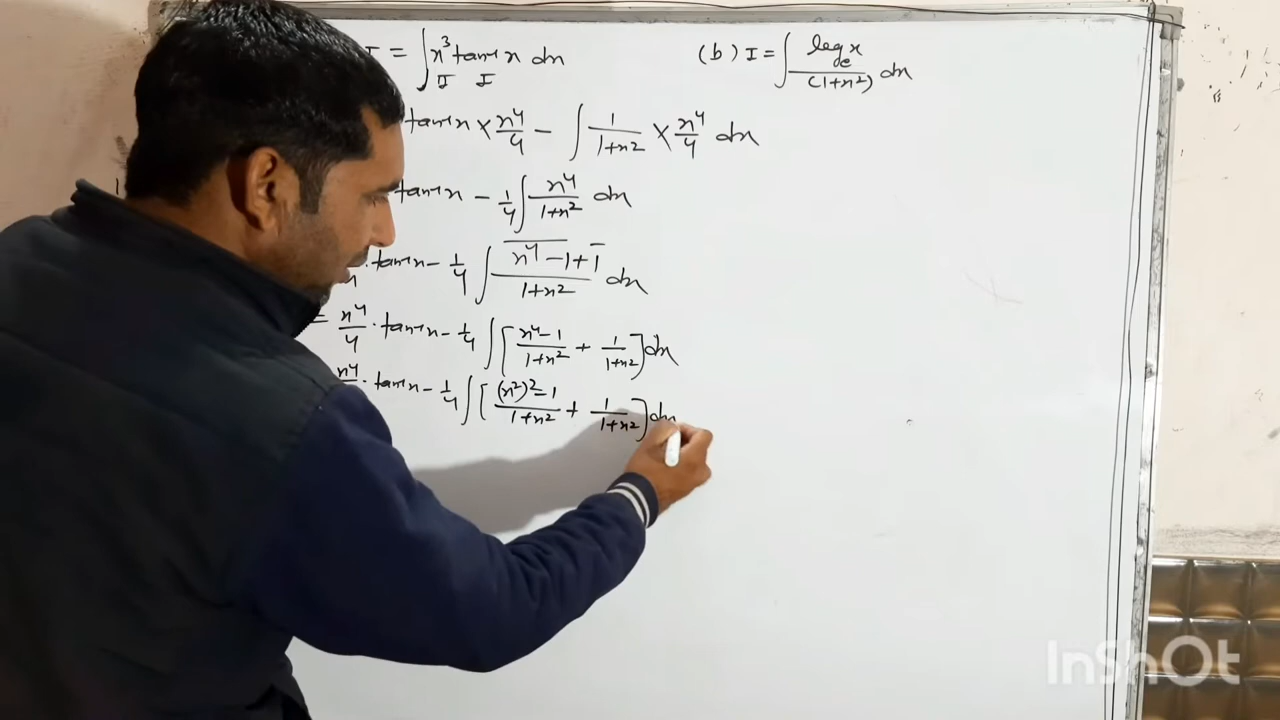 I = ∫ x³ tan⁻¹x dx
II I
(b) I = ∫ logₑx / (1+x²) dx
tan⁻¹x × x⁴/4 − ∫ 1/1+x² × x⁴/4 dx
tan⁻¹x − 1/4 ∫ x⁴/1+x² dx
· tan⁻¹x − 1/4 ∫ x⁴−1+1/1+x² dx
= x⁴/4 · tan⁻¹x − 1/4 ∫ [x⁴−1/1+x² + 1/1+x²] dx
x⁴ · tan⁻¹x − 1/4 ∫ [(x²)²−1/1+x² + 1/1+x²] dx
InShOt